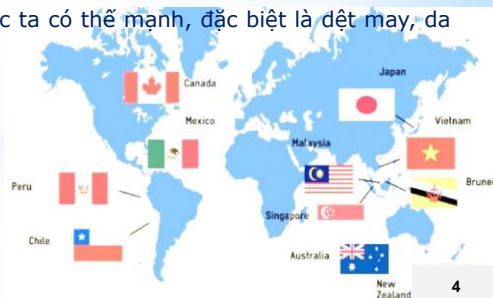 c ta có thế mạnh, đặc biệt là dệt may, da
Canada
Japan
Mexico
Vietnam
Malaysia
Peru
Brunei
Singapore
Chile
Australia
New
Zealand
4